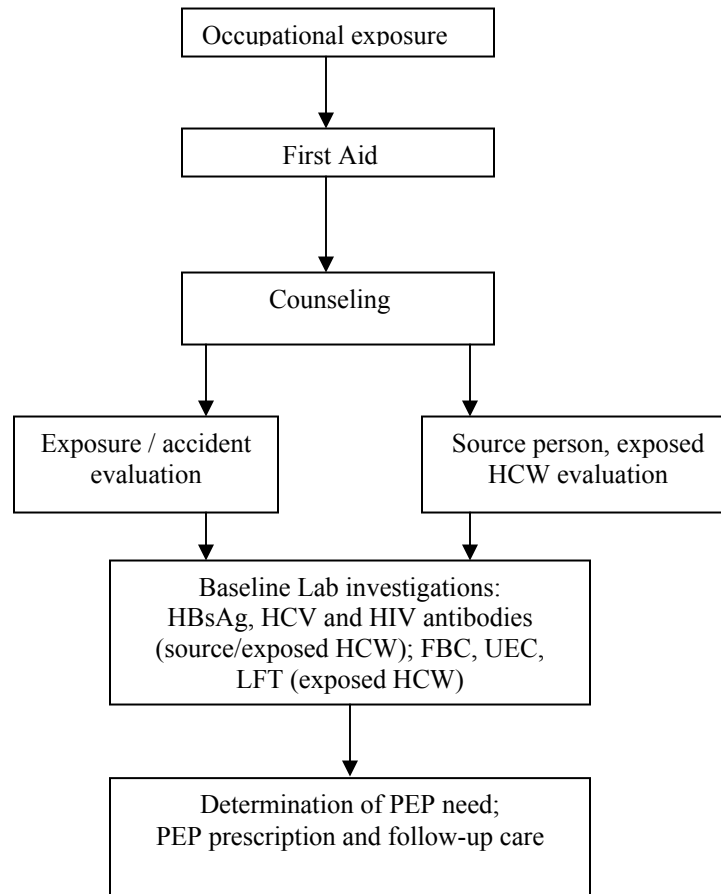 Occupational exposure
First Aid
Counseling
Exposure / accident
evaluation
Source person, exposed
HCW evaluation
Baseline Lab investigations:
HBsAg, HCV and HIV antibodies
(source/exposed HCW); FBC, UEC,
LFT (exposed HCW)
Determination of PEP need;
PEP prescription and follow-up care